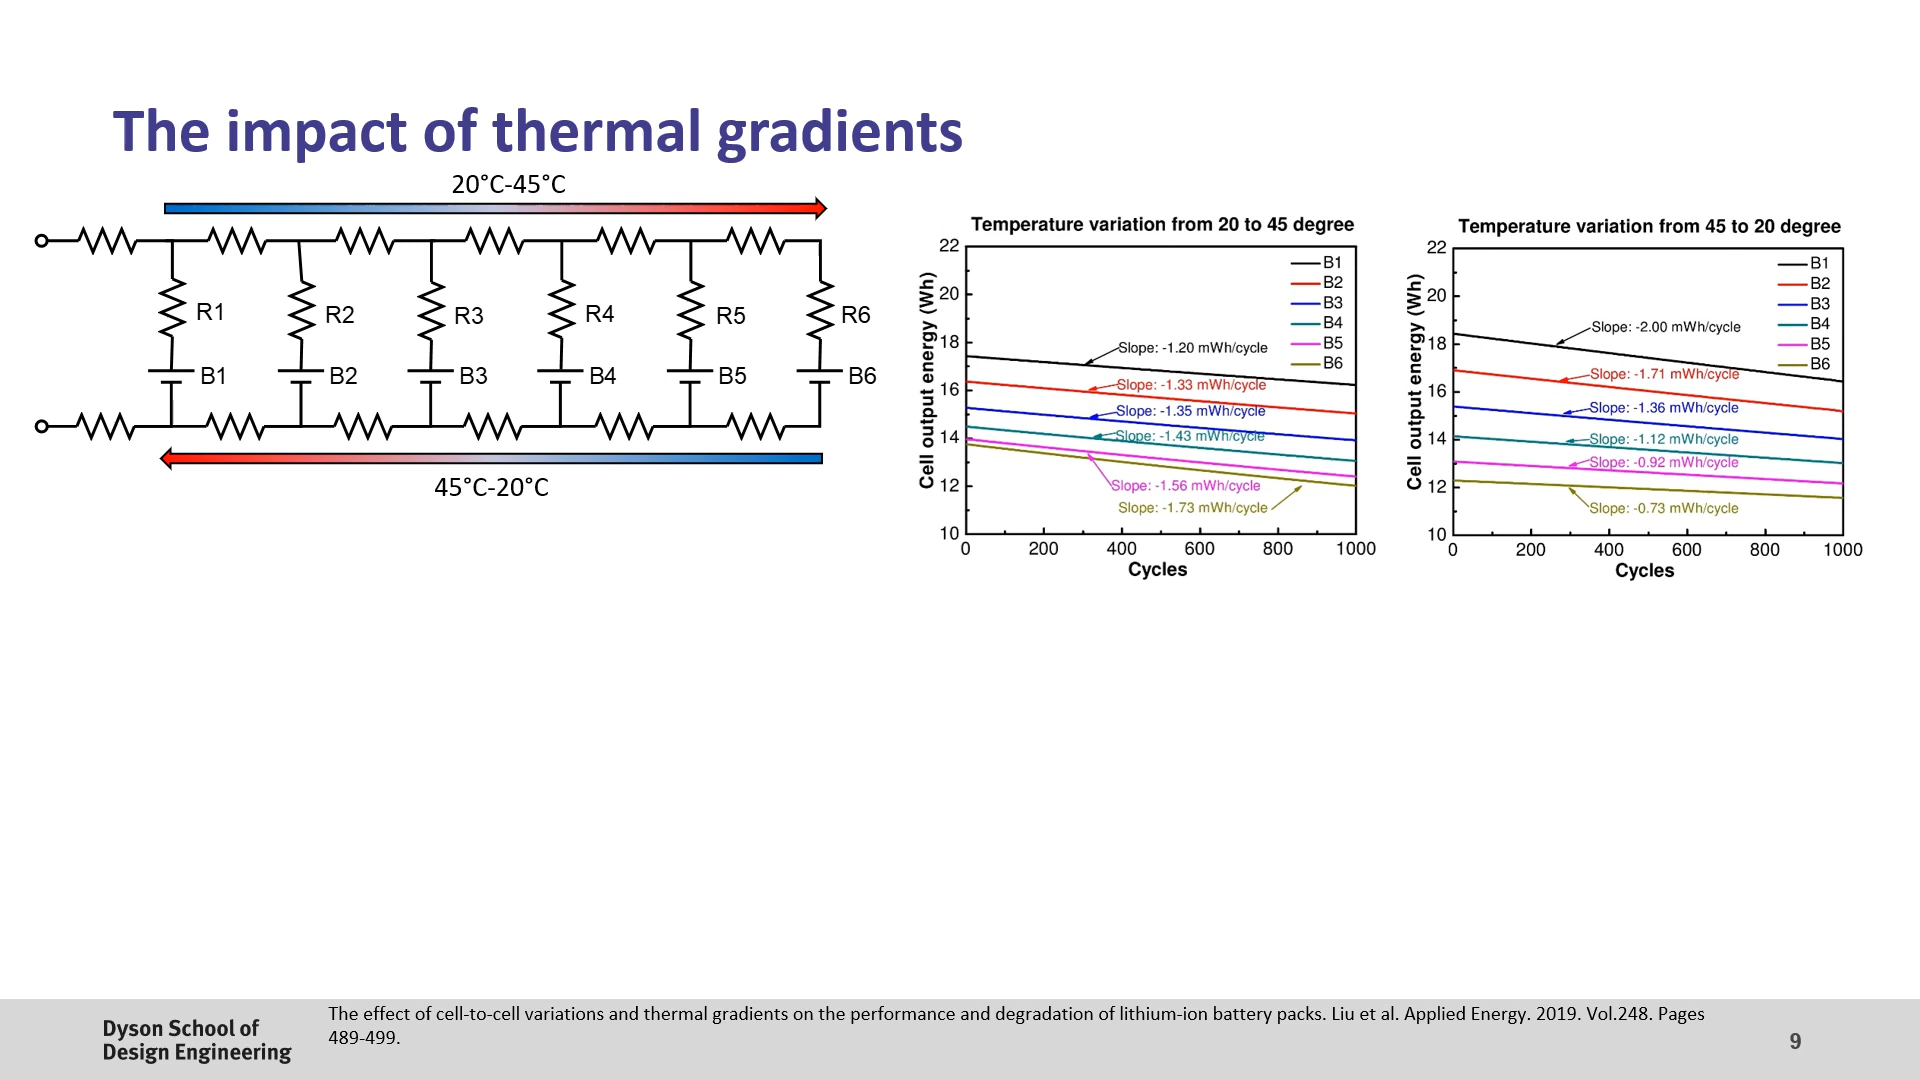 The impact of thermal gradients
20°C-45°C
R1
R2
R3
R4
R5
R6
B1
B2
B3
B4
B5
B6
45°C-20°C
Temperature variation from 20 to 45 degree
Cell output energy (Wh)
22
20
18
16
14
12
10
B1
B2
B3
B4
B5
B6
Slope: -1.20 mWh/cycle
Slope: -1.33 mWh/cycle
Slope: -1.35 mWh/cycle
Slope: -1.43 mWh/cycle
Slope: -1.56 mWh/cycle
Slope: -1.73 mWh/cycle
0 200 400 600 800 1000
Cycles
Temperature variation from 45 to 20 degree
Cell output energy (Wh)
22
20
18
16
14
12
10
B1
B2
B3
B4
B5
B6
Slope: -2.00 mWh/cycle
Slope: -1.71 mWh/cycle
Slope: -1.36 mWh/cycle
Slope: -1.12 mWh/cycle
Slope: -0.92 mWh/cycle
Slope: -0.73 mWh/cycle
0 200 400 600 800 1000
Cycles
Dyson School of
Design Engineering
The effect of cell-to-cell variations and thermal gradients on the performance and degradation of lithium-ion battery packs. Liu et al. Applied Energy. 2019. Vol.248. Pages
489-499.
9